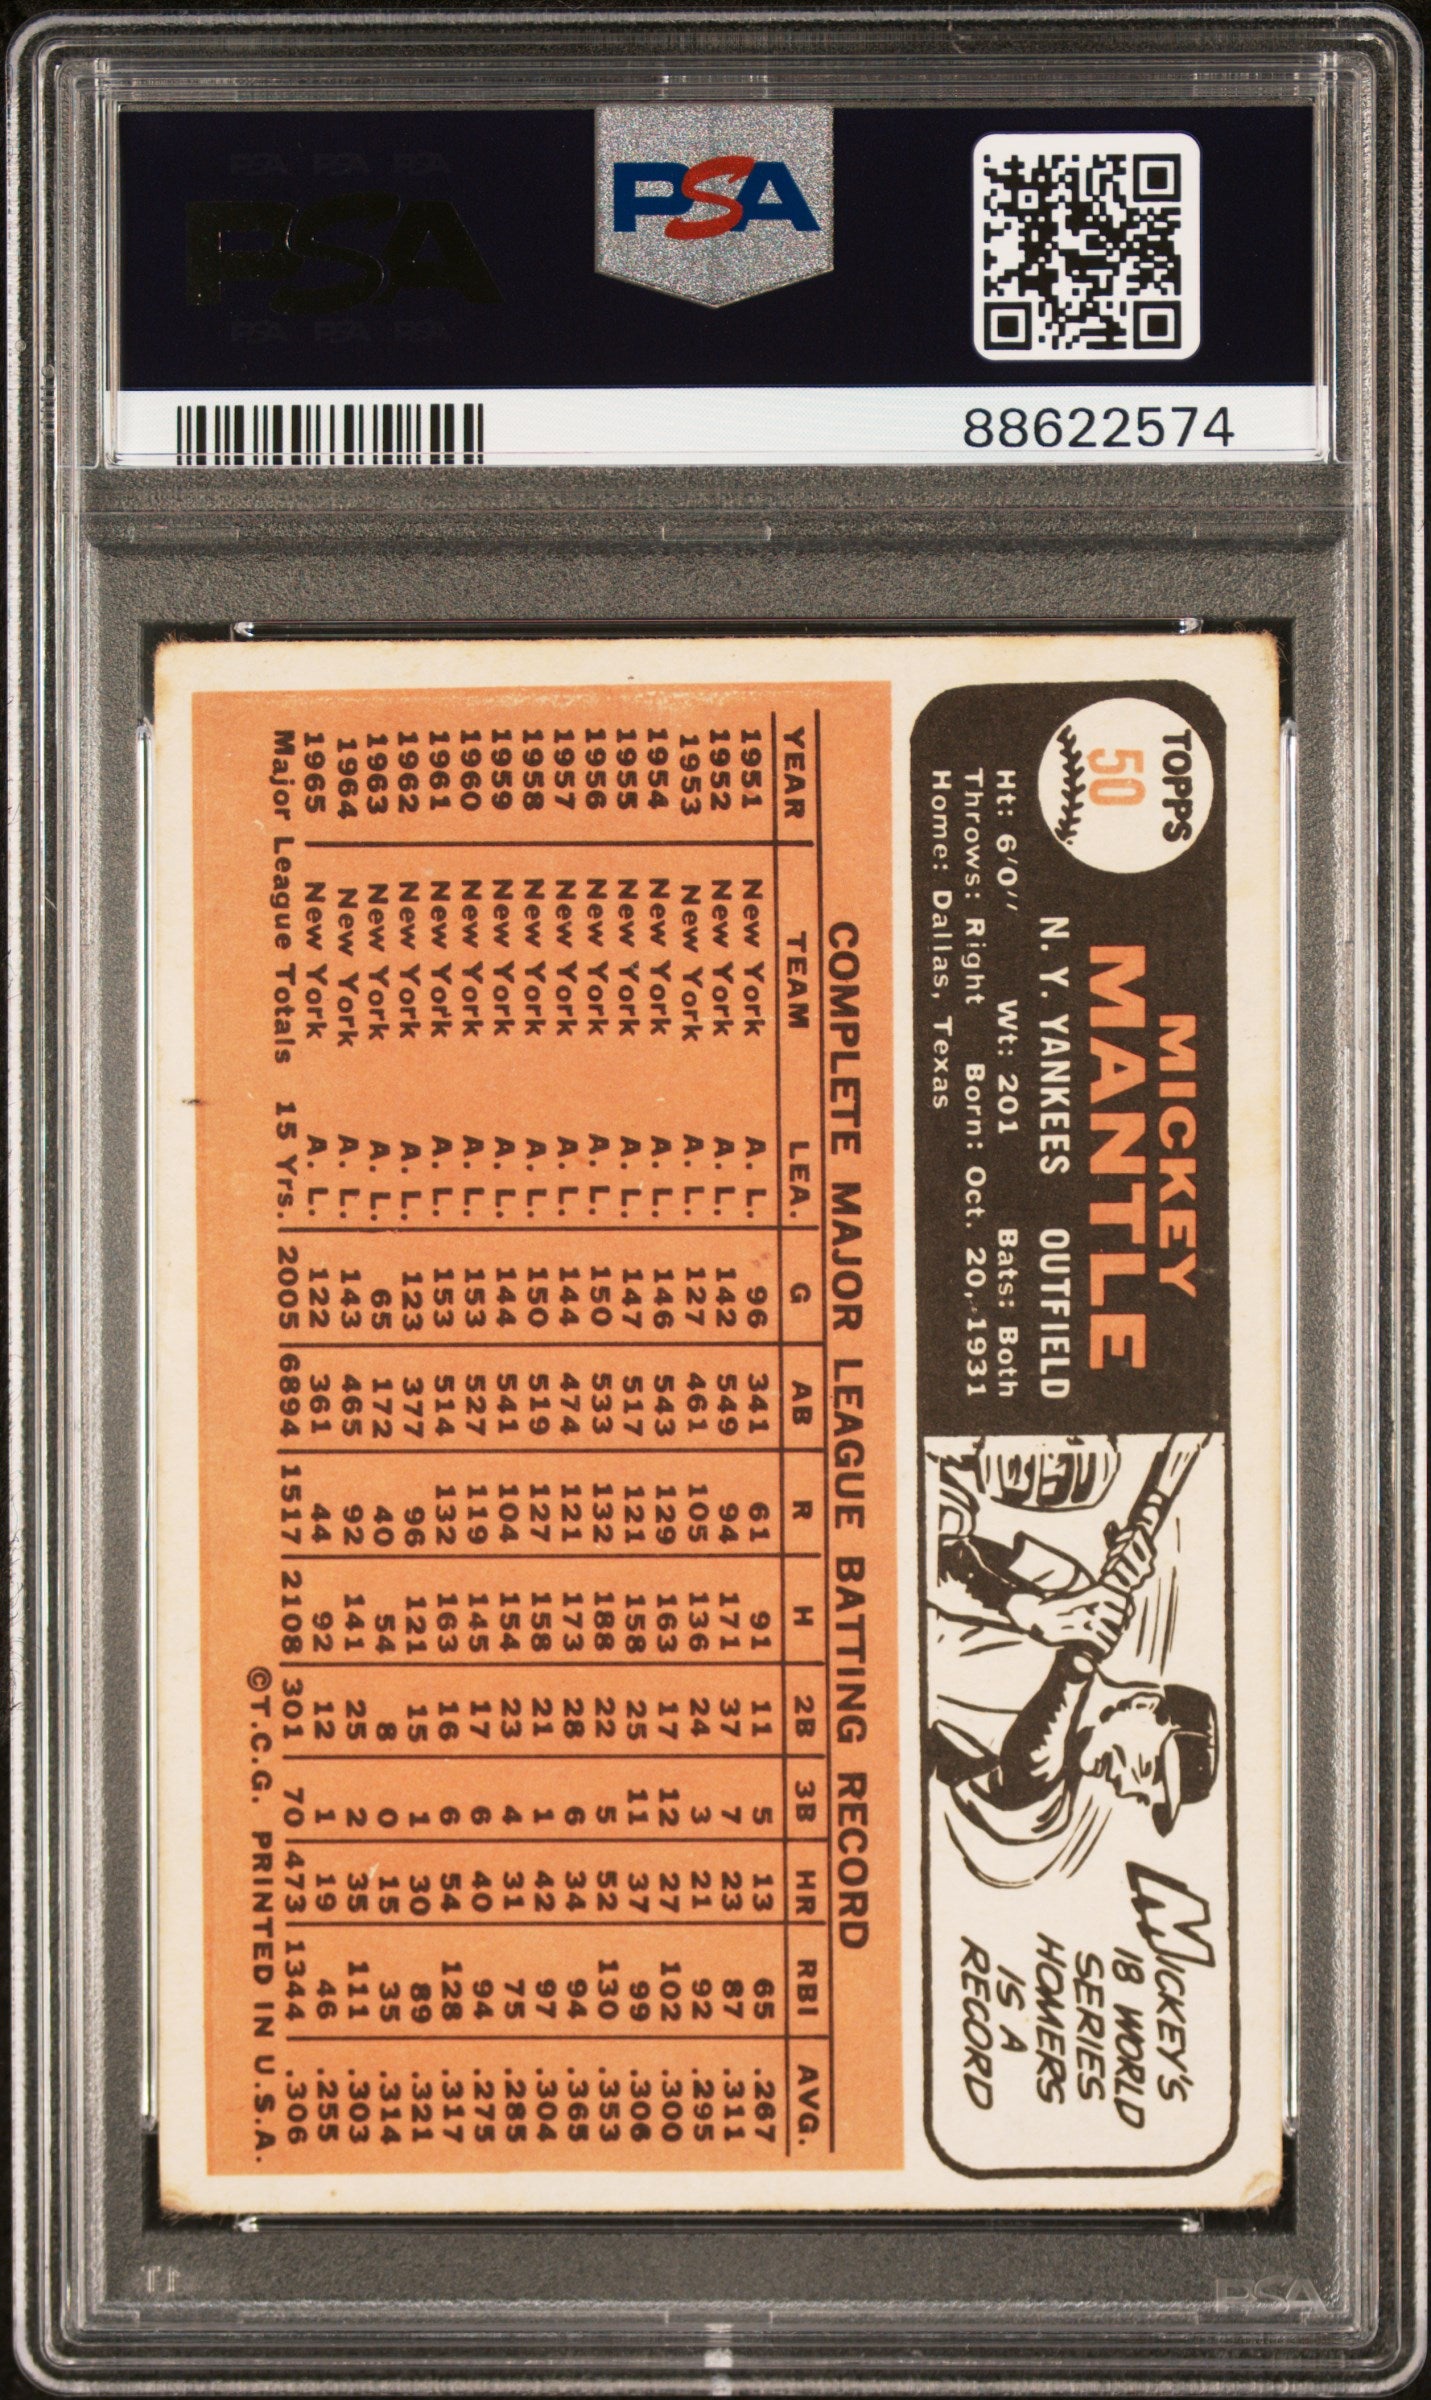 PSA PSA PSA
PSA
PSA PSA PSA
PSA
88622574
TOPPS
50
MICKEY
MANTLE
N. Y. YANKEES OUTFIELD
Ht: 6'0" Wt: 201 Bats: Both
Throws: Right Born: Oct. 20, 1931
Home: Dallas, Texas
MICKEY'S
18 WORLD
SERIES
HOMERS
IS A
RECORD
COMPLETE MAJOR LEAGUE BATTING RECORD
YEAR TEAM LEA. G AB R H 2B 3B HR RBI AVG.
1951 New York A. L. 96 341 61 91 11 5 13 65 .267
1952 New York A. L. 142 549 94 171 37 7 23 87 .311
1953 New York A. L. 127 461 105 136 24 3 21 92 .295
1954 New York A. L. 146 543 129 163 17 12 27 102 .300
1955 New York A. L. 147 517 121 158 25 11 37 99 .306
1956 New York A. L. 150 533 132 188 22 5 52 130 .353
1957 New York A. L. 144 474 121 173 28 6 34 94 .365
1958 New York A. L. 150 519 127 158 21 1 42 97 .304
1959 New York A. L. 144 541 104 154 23 4 31 75 .285
1960 New York A. L. 153 527 119 145 17 6 40 94 .275
1961 New York A. L. 153 514 132 163 16 6 54 128 .317
1962 New York A. L. 123 377 96 121 15 1 30 89 .321
1963 New York A. L. 65 172 40 54 8 0 15 35 .314
1964 New York A. L. 143 465 92 141 25 2 35 111 .303
1965 New York A. L. 122 361 44 92 12 1 19 46 .255
Major League Totals 15 Yrs. 2005 6894 1517 2108 301 70 473 1344 .306
©T.C.G. PRINTED IN U.S.A.
PSA